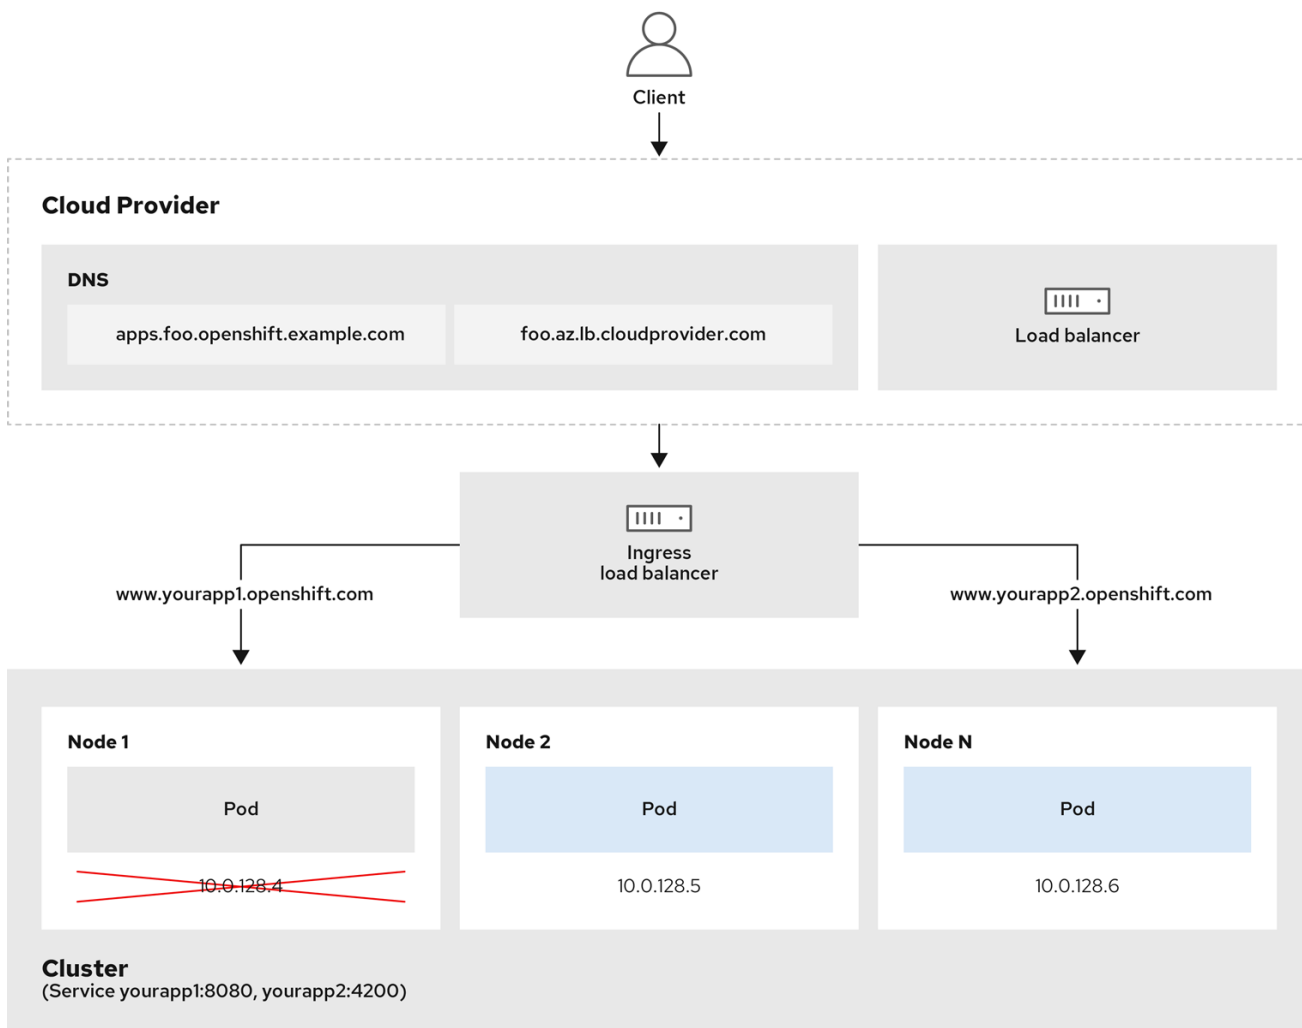 Client
Cloud Provider
DNS
apps.foo.openshift.example.com
foo.az.lb.cloudprovider.com
Load balancer
Ingress
load balancer
www.yourapp1.openshift.com
www.yourapp2.openshift.com
Node 1
Node 2
Node N
Pod
Pod
Pod
10.0.128.4
10.0.128.5
10.0.128.6
Cluster
(Service yourapp1:8080, yourapp2:4200)